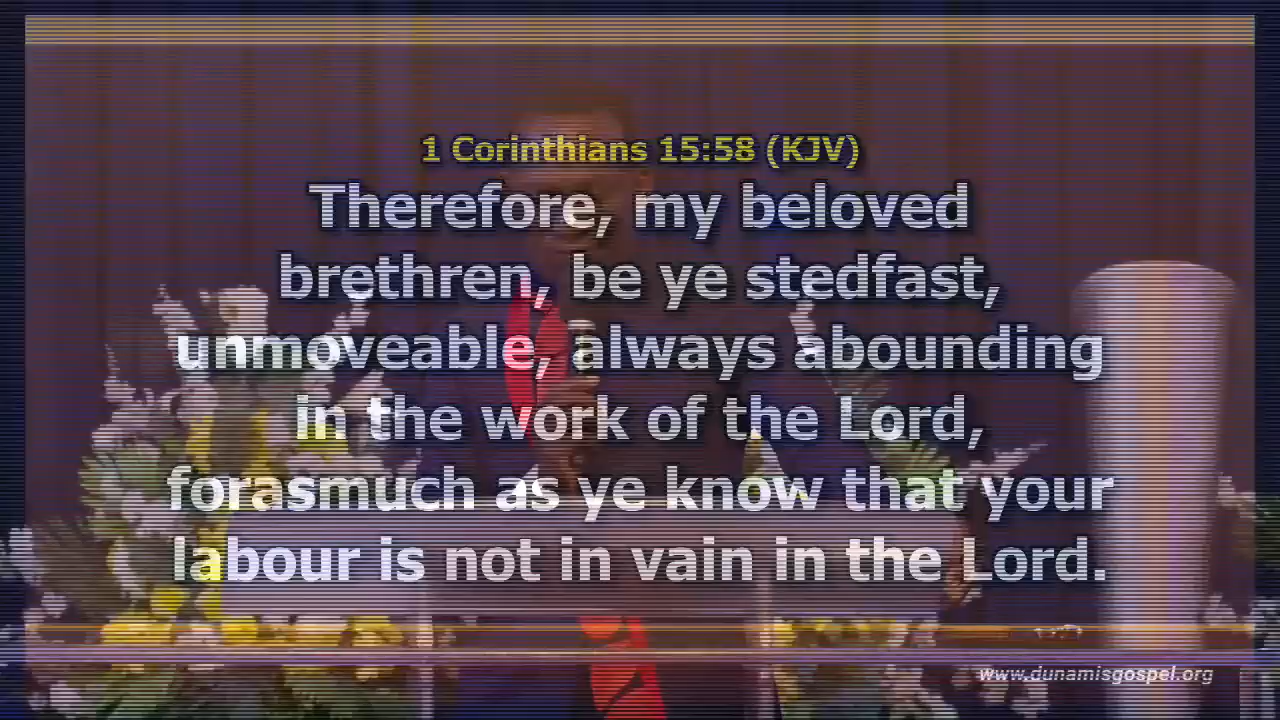 1 Corinthians 15:58 (KJV)
Therefore, my beloved
brethren, be ye stedfast,
unmoveable, always abounding
in the work of the Lord,
forasmuch as ye know that your
labour is not in vain in the Lord.
www.dunamisgospel.org